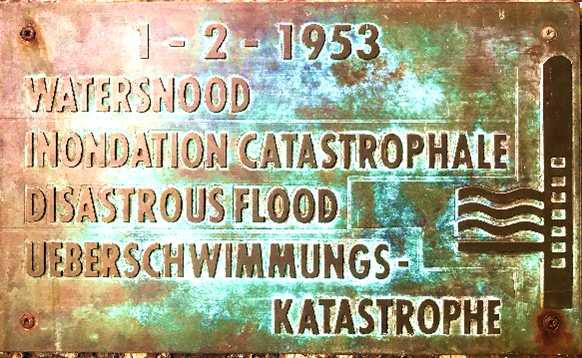 1 - 2 - 1953
WATERSNOOD
INONDATION CATASTROPHALE
DISASTROUS FLOOD
UEBERSCHWIMMUNGS-
KATASTROPHE